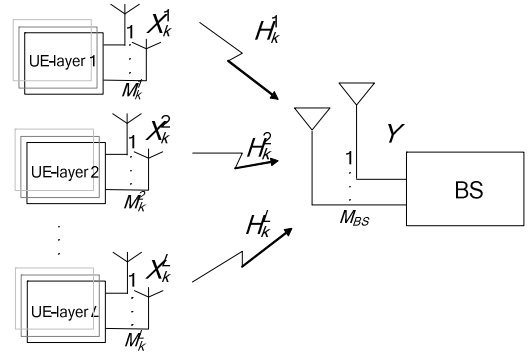 X_k^1
H_k^1
UE-layer 1
1
M_k^1
X_k^2
H_k^2
Y
UE-layer 2
1
M_k^2
1
BS
M_BS
X_k^L
H_k^L
UE-layer L
1
M_k^L